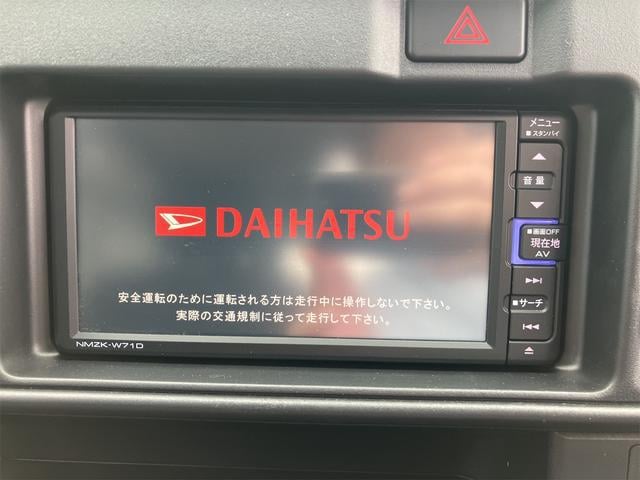 DAIHATSU
安全運転のために運転される方は走行中に操作しないで下さい。
実際の交通規制に従って走行して下さい。
NMZK-W71D
メニュー
■スタンバイ
音量
■画面OFF
現在地
AV
■サーチ